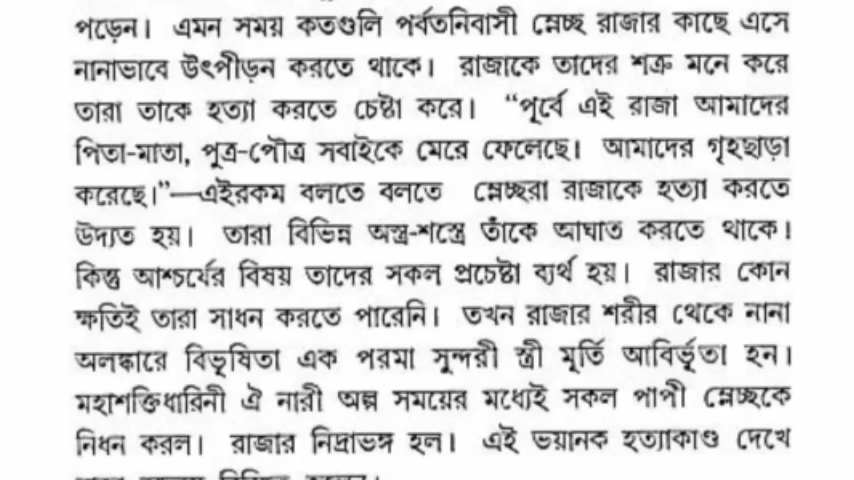 পড়েন। এমন সময় কতগুলি পর্বতনিবাসী ম্লেচ্ছ রাজার কাছে এসে
নানাভাবে উৎপীড়ন করতে থাকে। রাজাকে তাদের শত্রু মনে করে
তারা তাকে হত্যা করতে চেষ্টা করে। “পূর্বে এই রাজা আমাদের
পিতা-মাতা, পুত্র-পৌত্র সবাইকে মেরে ফেলেছে। আমাদের গৃহছাড়া
করেছে।”—এইরকম বলতে বলতে ম্লেচ্ছরা রাজাকে হত্যা করতে
উদ্যত হয়। তারা বিভিন্ন অস্ত্র-শস্ত্রে তাঁকে আঘাত করতে থাকে।
কিন্তু আশ্চর্যের বিষয় তাদের সকল প্রচেষ্টা ব্যর্থ হয়। রাজার কোন
ক্ষতিই তারা সাধন করতে পারেনি। তখন রাজার শরীর থেকে নানা
অলঙ্কারে বিভূষিতা এক পরমা সুন্দরী স্ত্রী মূর্তি আবির্ভূতা হন।
মহাশক্তিধারিনী ঐ নারী অল্প সময়ের মধ্যেই সকল পাপী ম্লেচ্ছকে
নিধন করল। রাজার নিদ্রাভঙ্গ হল। এই ভয়ানক হত্যাকাণ্ড দেখে